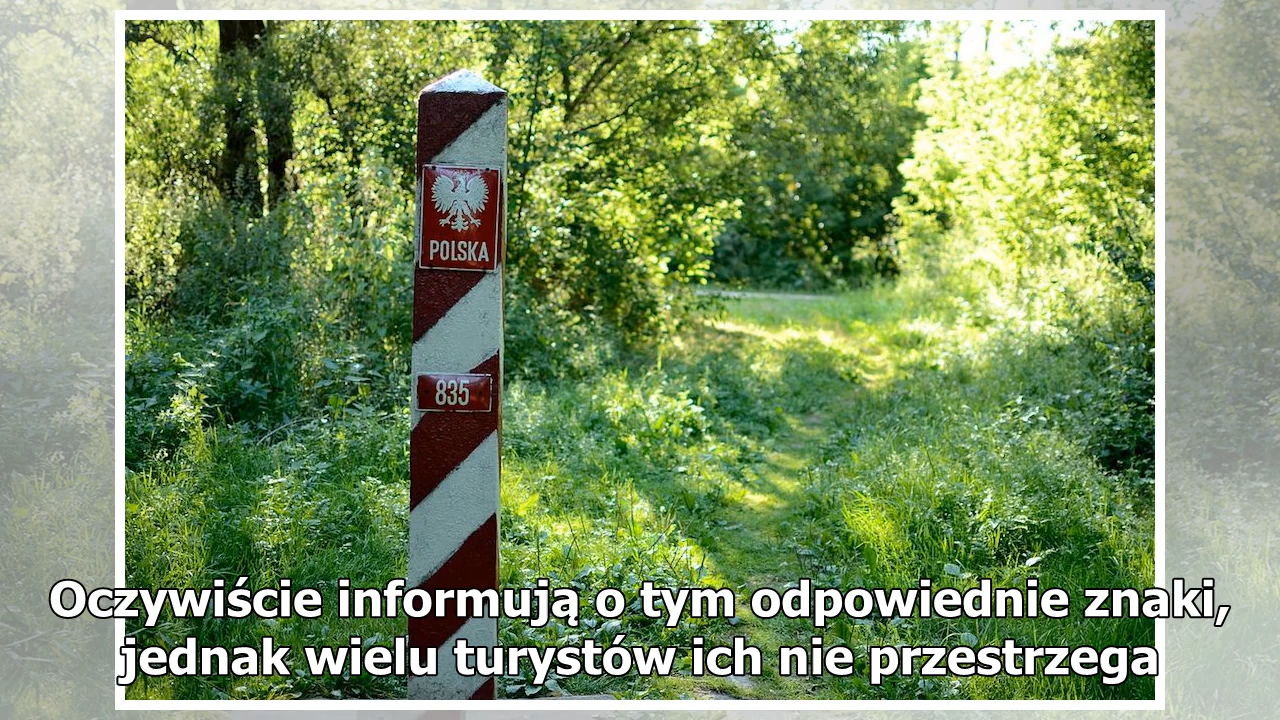 POLSKA
835
Oczywiście informują o tym odpowiednie znaki,
jednak wielu turystów ich nie przestrzega